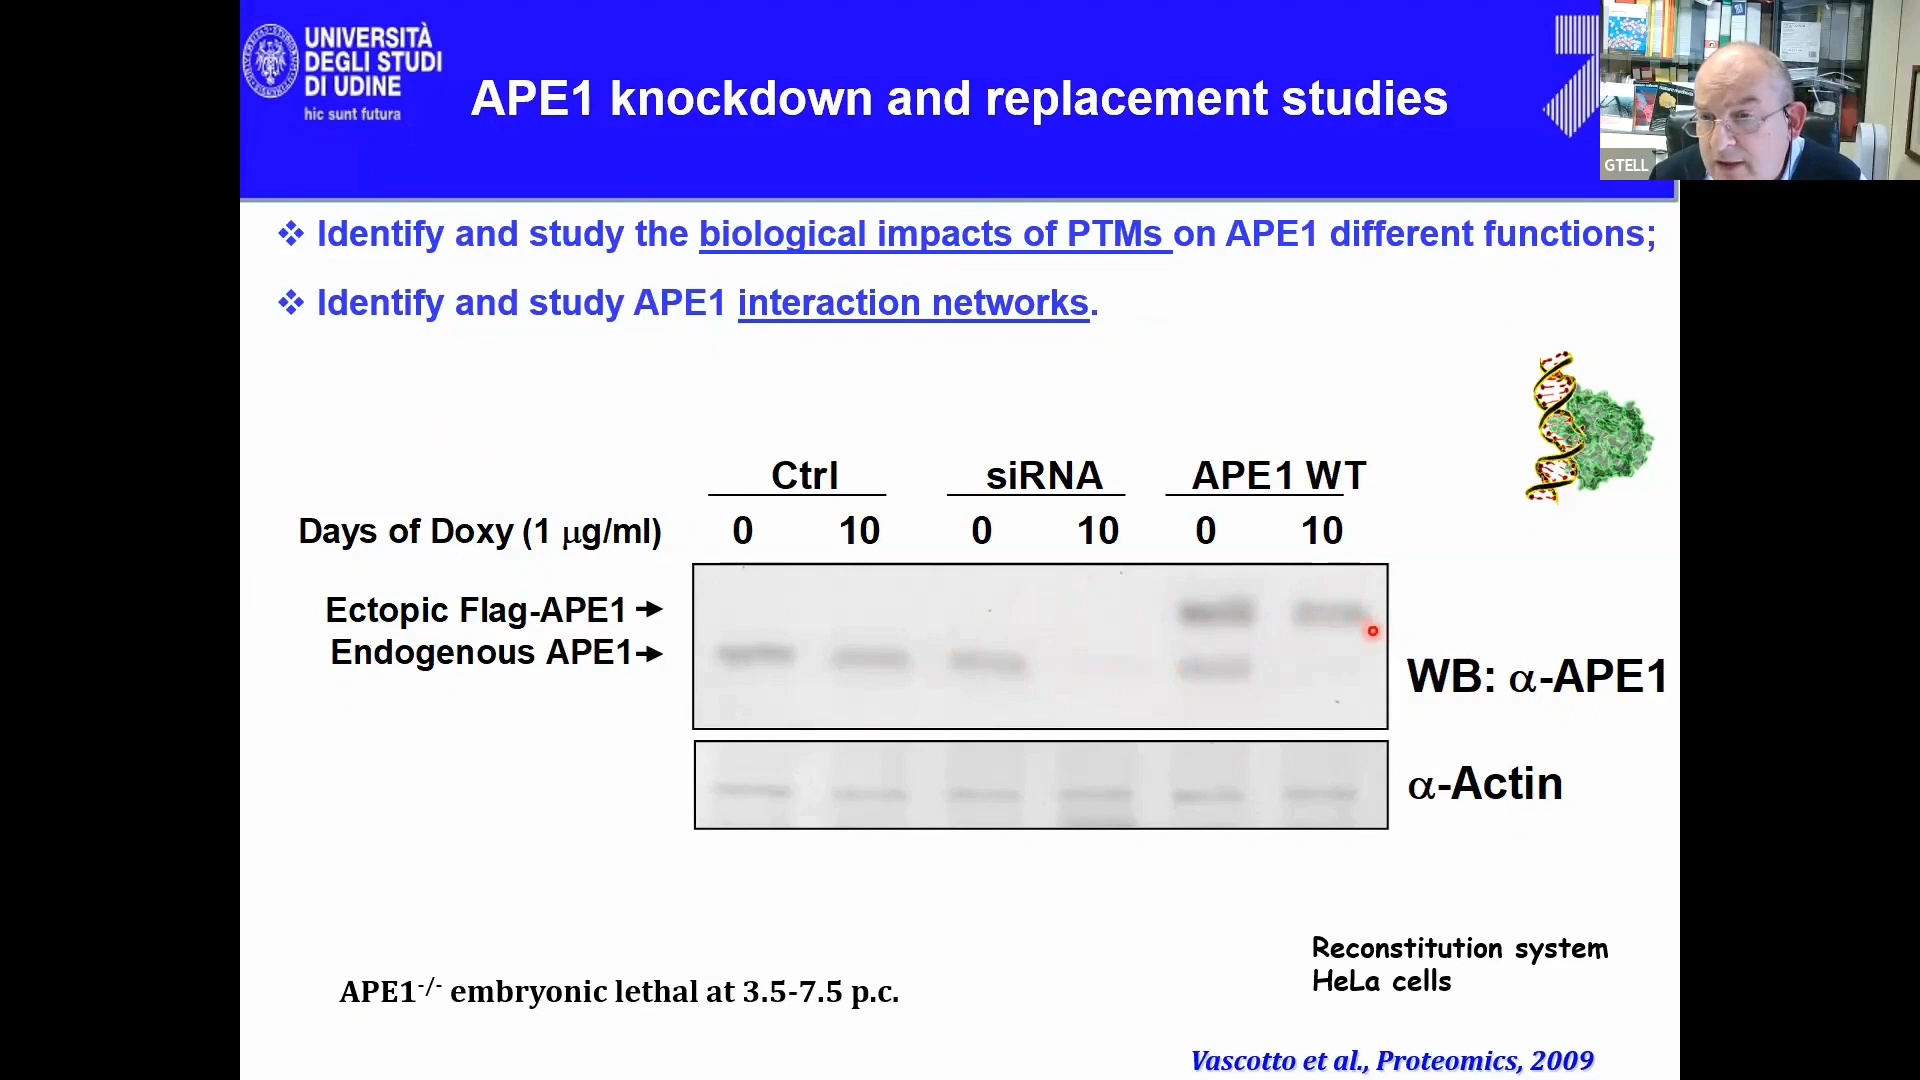 UNIVERSITÀ
DEGLI STUDI
DI UDINE
hic sunt futura
APE1 knockdown and replacement studies
GTELL
❖ Identify and study the biological impacts of PTMs on APE1 different functions;
❖ Identify and study APE1 interaction networks.
Ctrl siRNA APE1 WT
Days of Doxy (1 µg/ml) 0 10 0 10 0 10
Ectopic Flag-APE1
Endogenous APE1
WB: α-APE1
α-Actin
Reconstitution system
HeLa cells
APE1-/- embryonic lethal at 3.5-7.5 p.c.
Vascotto et al., Proteomics, 2009